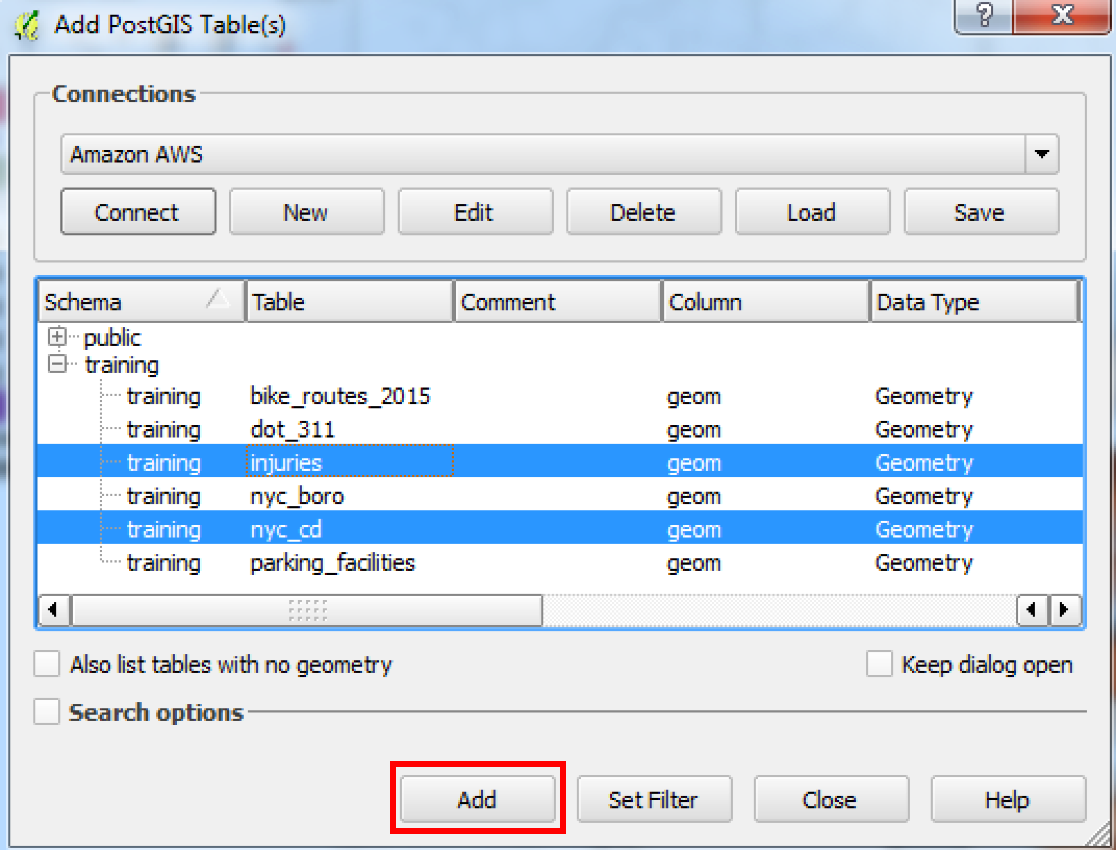 Add PostGIS Table(s)
? X
Connections
Amazon AWS
Connect New Edit Delete Load Save
Schema Table Comment Column Data Type
public
training
training bike_routes_2015 geom Geometry
training dot_311 geom Geometry
training injuries geom Geometry
training nyc_boro geom Geometry
training nyc_cd geom Geometry
training parking_facilities geom Geometry
Also list tables with no geometry Keep dialog open
Search options
Add Set Filter Close Help